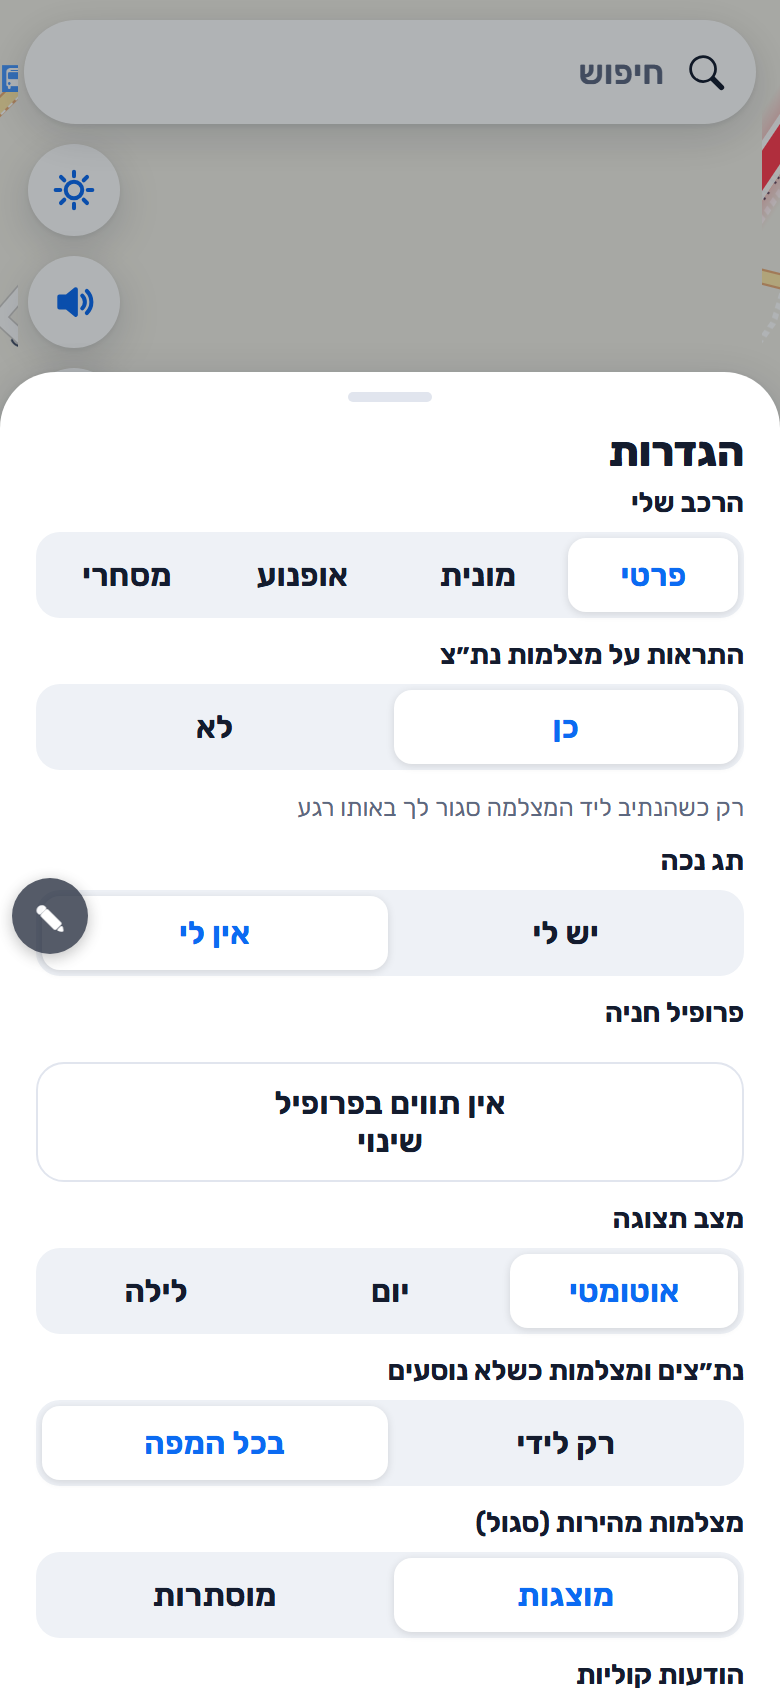 חיפוש
הגדרות
הרכב שלי
פרטי מונית אופנוע מסחרי
התראות על מצלמות נת״צ
כן לא
רק כשהנתיב ליד המצלמה סגור לך באותו רגע
תג נכה
יש לי אין לי
פרופיל חניה
אין תווים בפרופיל
שינוי
מצב תצוגה
אוטומטי יום לילה
נת״צים ומצלמות כשלא נוסעים
רק לידי בכל המפה
מצלמות מהירות (סגול)
מוצגות מוסתרות
הודעות קוליות